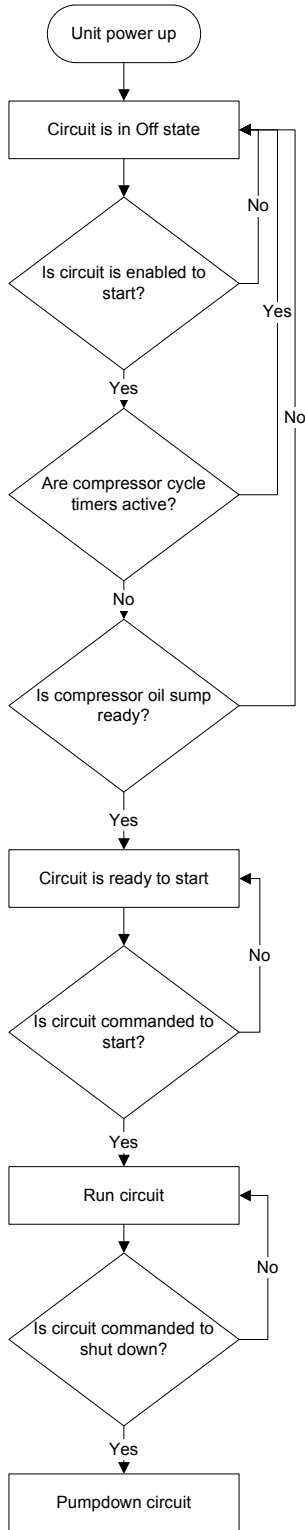 Unit power up
Circuit is in Off state
No
Is circuit is enabled to
start?
Yes
Yes
No
Are compressor cycle
timers active?
No
Is compressor oil sump
ready?
Yes
Circuit is ready to start
No
Is circuit commanded to
start?
Yes
Run circuit
No
Is circuit commanded to
shut down?
Yes
Pumpdown circuit